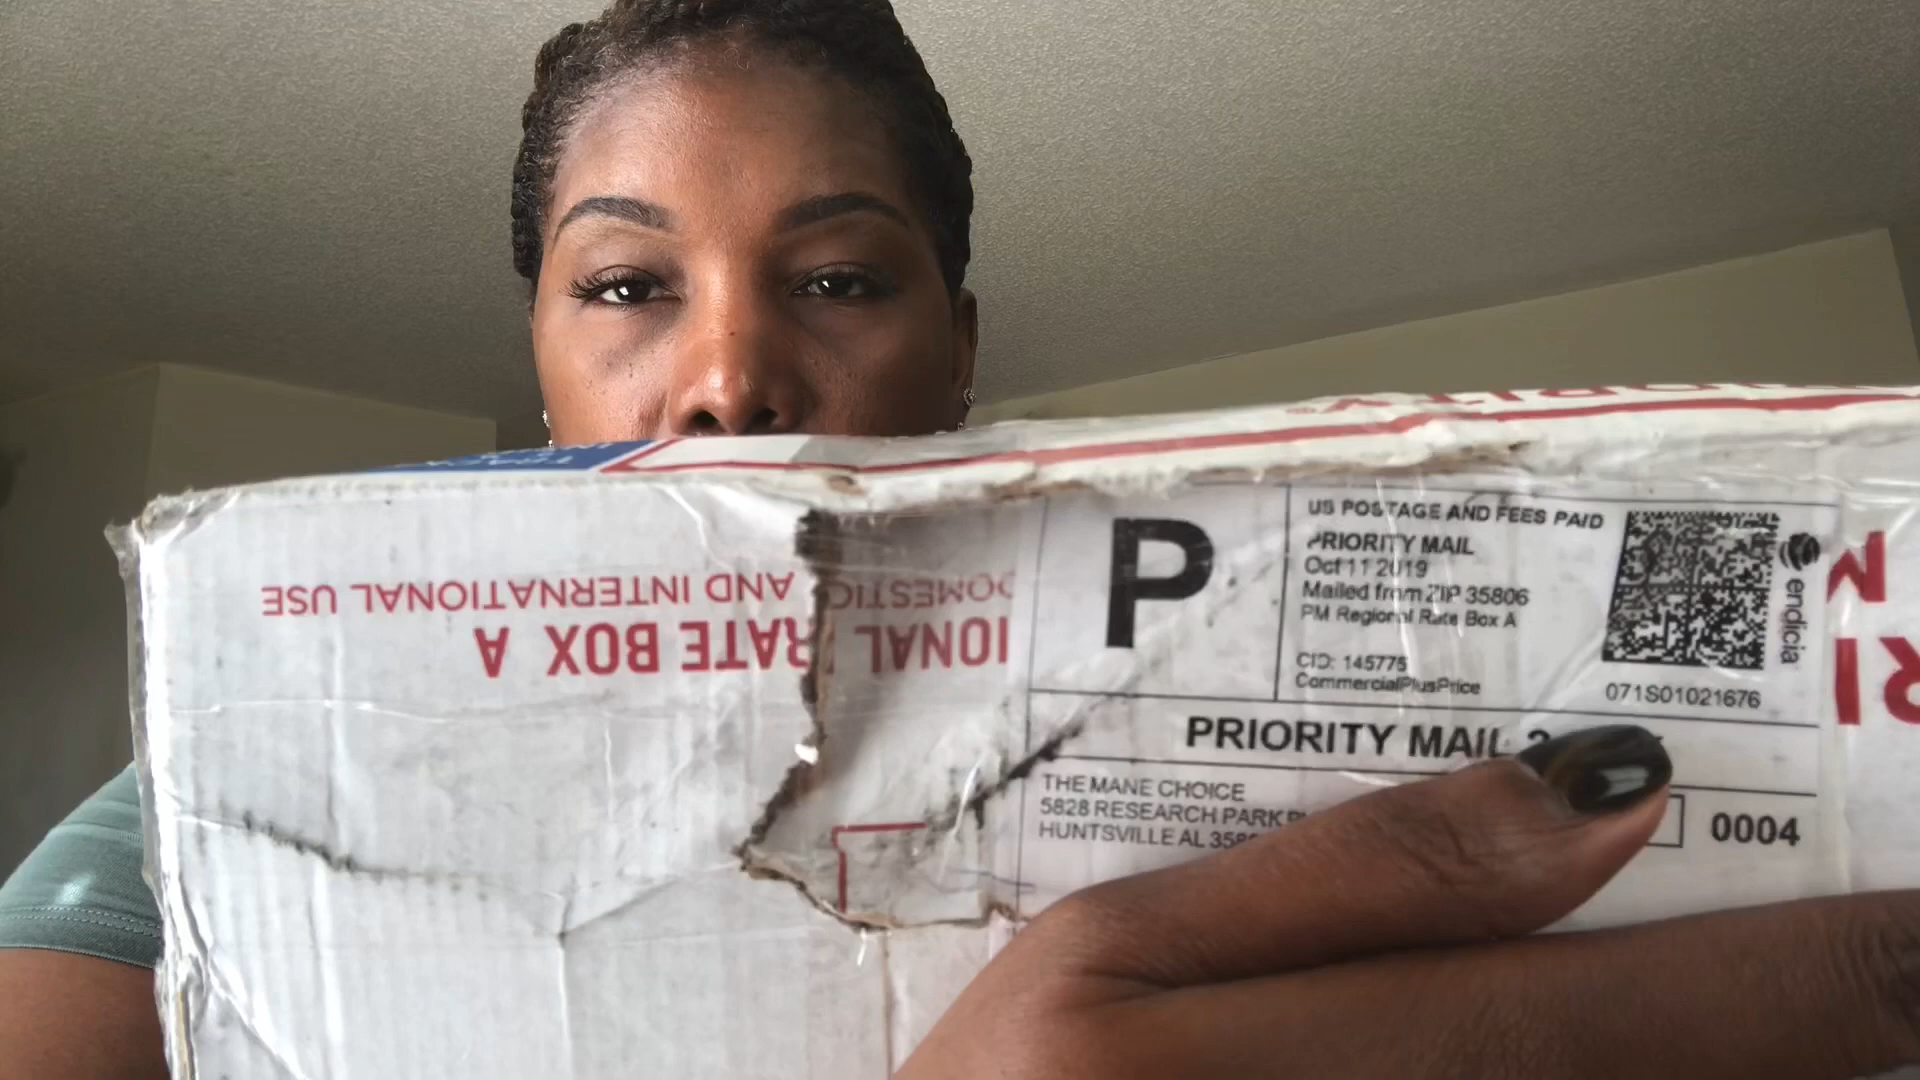 TRACKED
USE
AND INTERNATIONAL USE
DOMESTIC
RATE BOX A
IONAL
P
US POSTAGE AND FEES PAID
PRIORITY MAIL
Oct 11 2019
Mailed from ZIP 35806
PM Regional Rate Box A
CID: 145775
CommercialPlusPrice
endicia
071S01021676
PRIORITY MAIL
THE MANE CHOICE
5828 RESEARCH PARK
HUNTSVILLE AL
0004